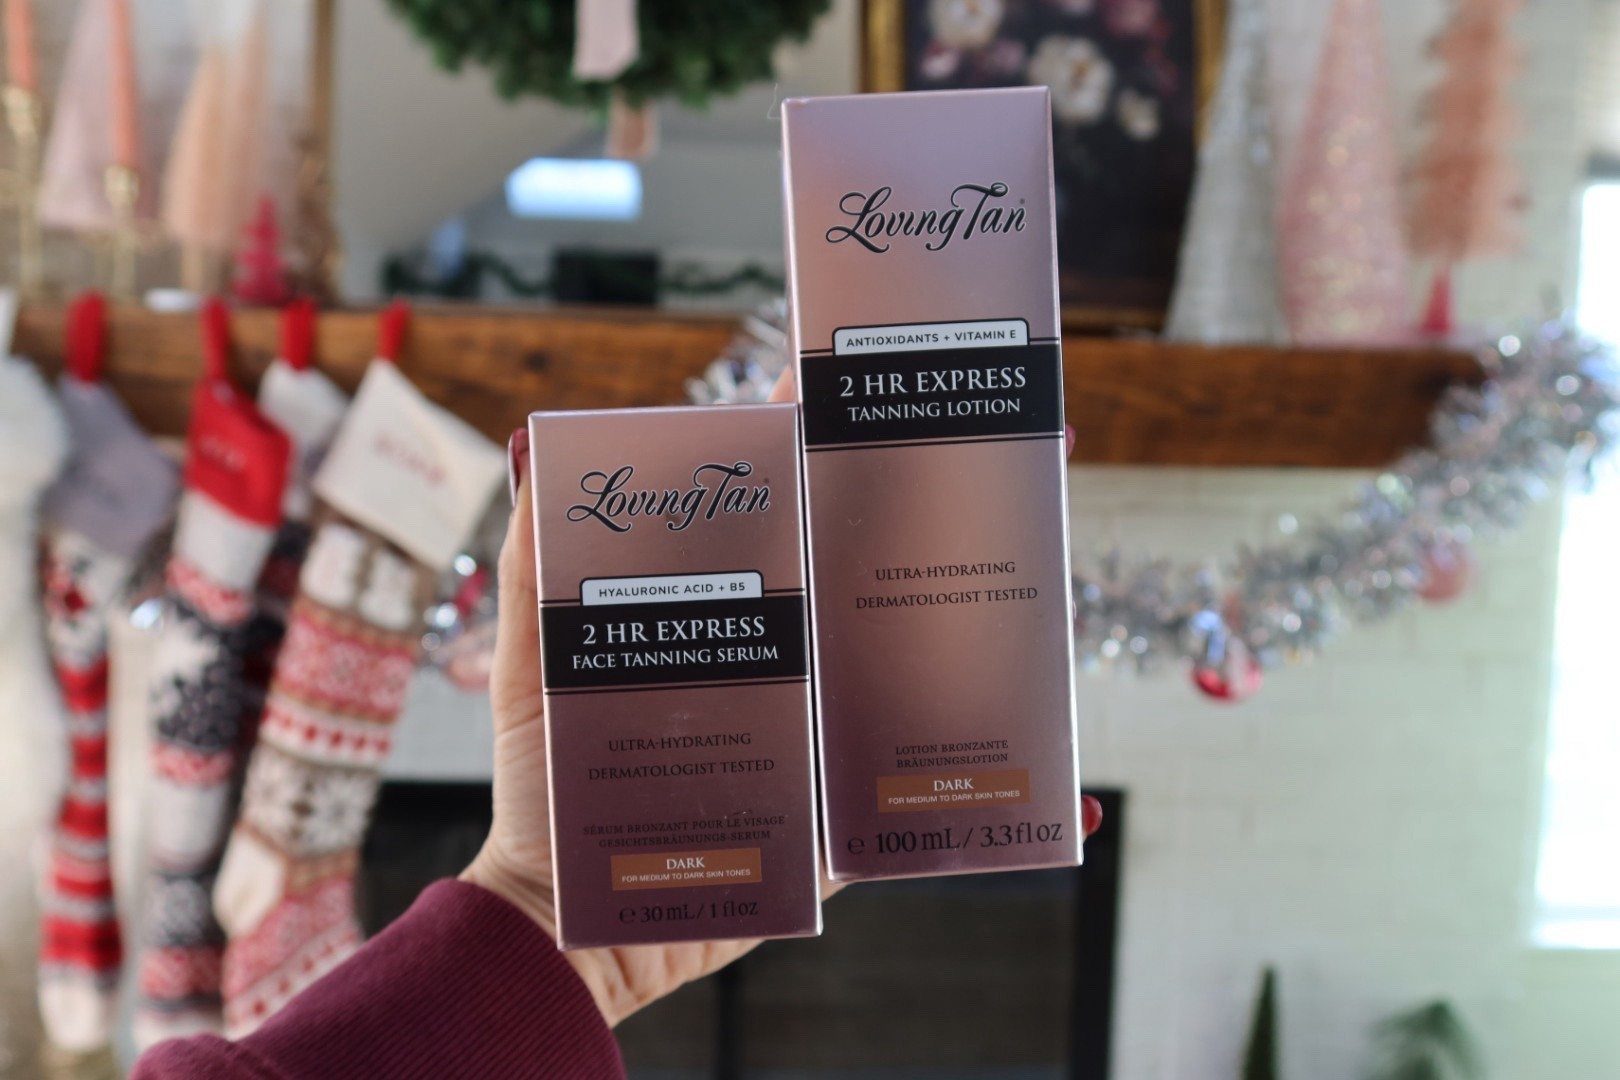 Loving Tan
HYALURONIC ACID + B5
2 HR EXPRESS
FACE TANNING SERUM
ULTRA-HYDRATING
DERMATOLOGIST TESTED
SÉRUM BRONZANT POUR LE VISAGE
GESICHTSBRÄUNUNGS-SERUM
DARK
FOR MEDIUM TO DARK SKIN TONES
℮ 30 mL / 1 fl oz
Loving Tan
ANTIOXIDANTS + VITAMIN E
2 HR EXPRESS
TANNING LOTION
ULTRA-HYDRATING
DERMATOLOGIST TESTED
LOTION BRONZANTE
BRÄUNUNGSLOTION
DARK
FOR MEDIUM TO DARK SKIN TONES
℮ 100 mL / 3.3 fl oz